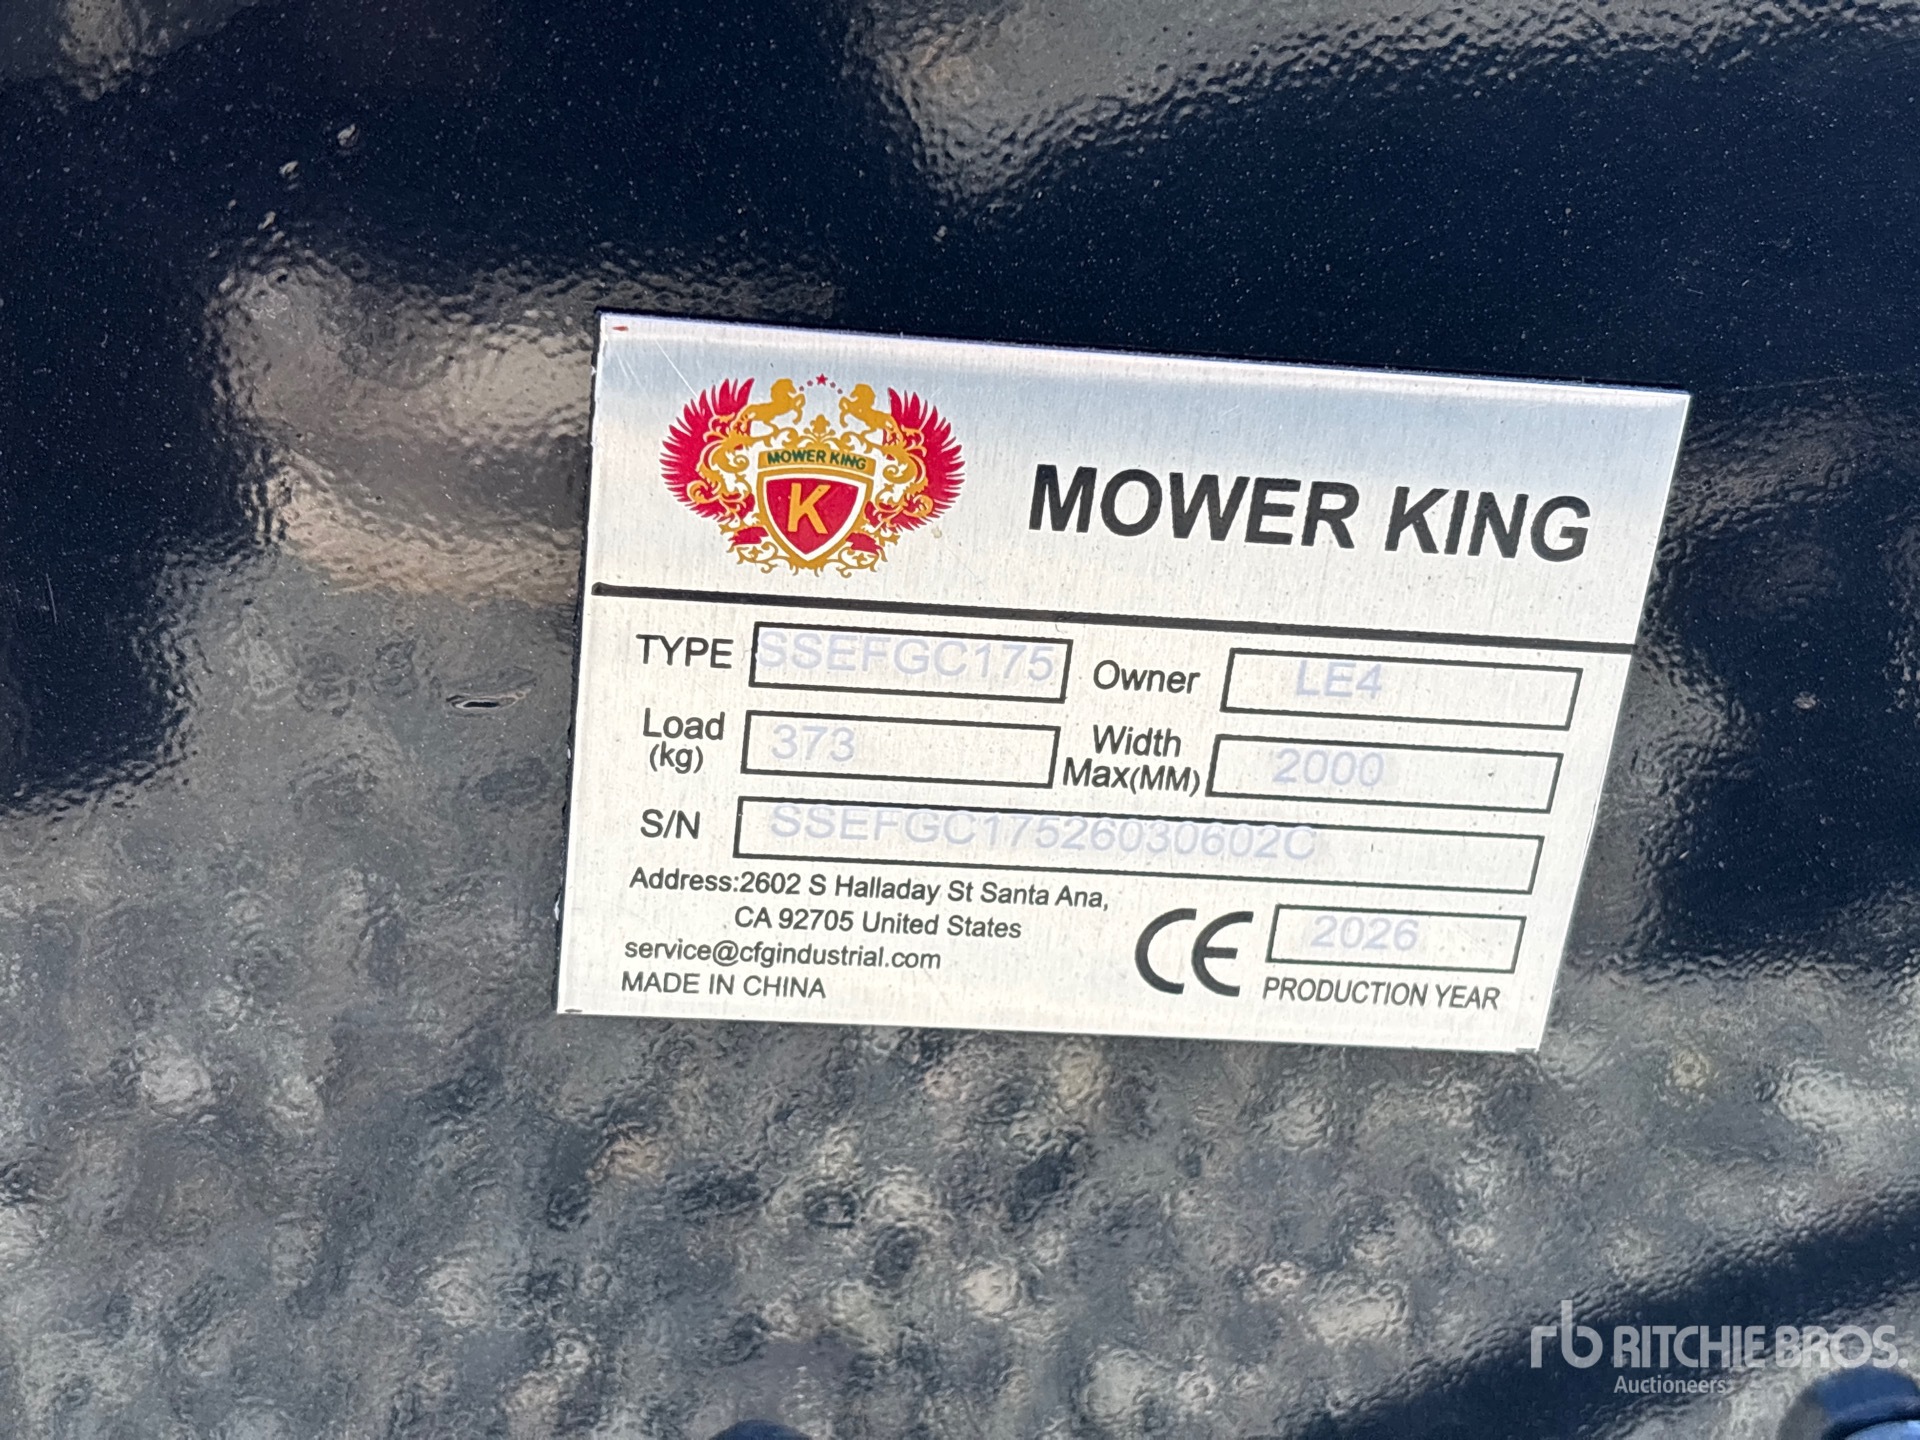 MOWER KING
K
MOWER KING
TYPE SSEFGC175 Owner LE4
Load (kg) 373 Width Max(MM) 2000
S/N SSEFGC17526030602C
Address:2602 S Halladay St Santa Ana,
CA 92705 United States
service@cfgindustrial.com
MADE IN CHINA
CE 2026
PRODUCTION YEAR
rb RITCHIE BROS.
Auctioneers